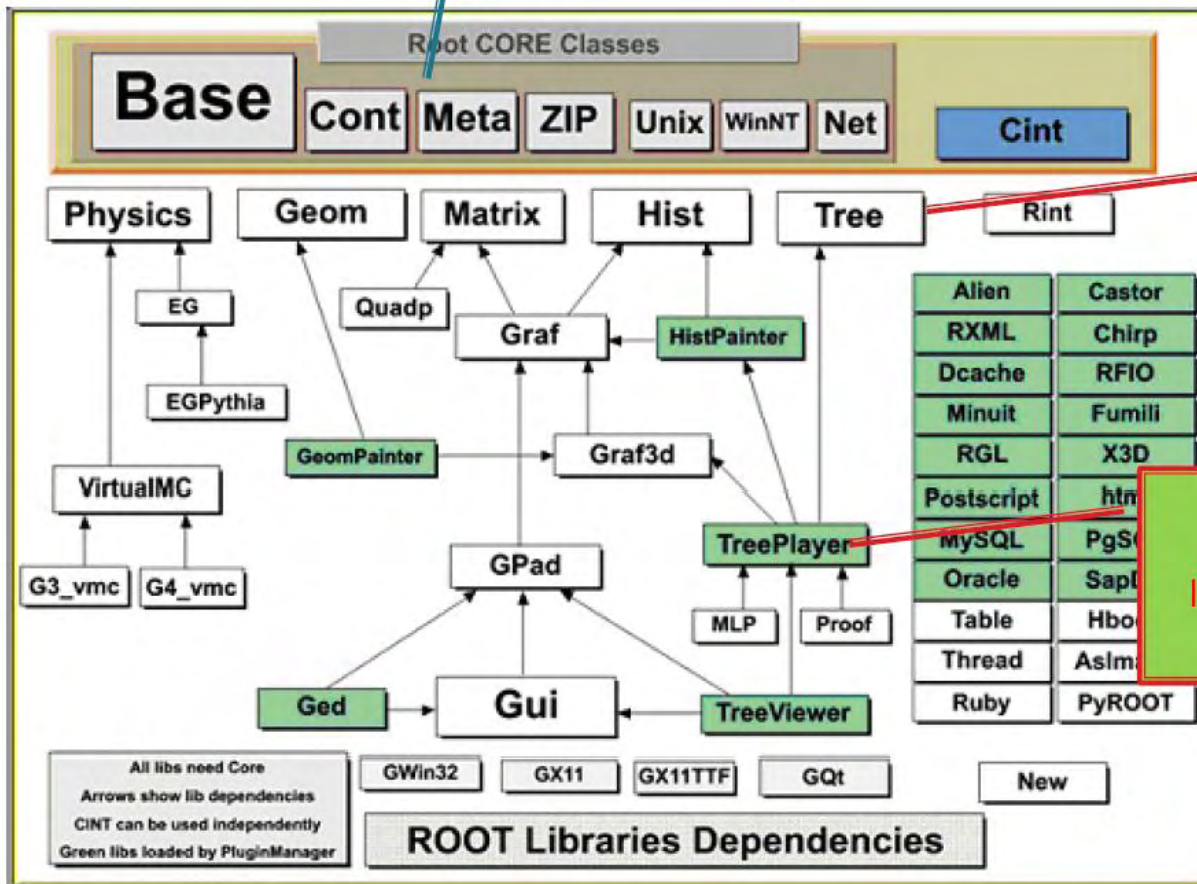 Root CORE Classes
Base
Cont
Meta
ZIP
Unix
WinNT
Net
Cint
Physics
Geom
Matrix
Hist
Tree
Rint
EG
Quadp
Graf
HistPainter
EGPythia
GeomPainter
Graf3d
VirtualMC
TreePlayer
GPad
G3_vmc
G4_vmc
MLP
Proof
Ged
Gui
TreeViewer
Alien
Castor
RXML
Chirp
Dcache
RFIO
Minuit
Fumili
RGL
X3D
Postscript
MySQL
Oracle
Table
Thread
Ruby
PyROOT
All libs need Core
Arrows show lib dependencies
CINT can be used independently
Green libs loaded by PluginManager
GWin32
GX11
GX11TTF
GQt
New
ROOT Libraries Dependencies